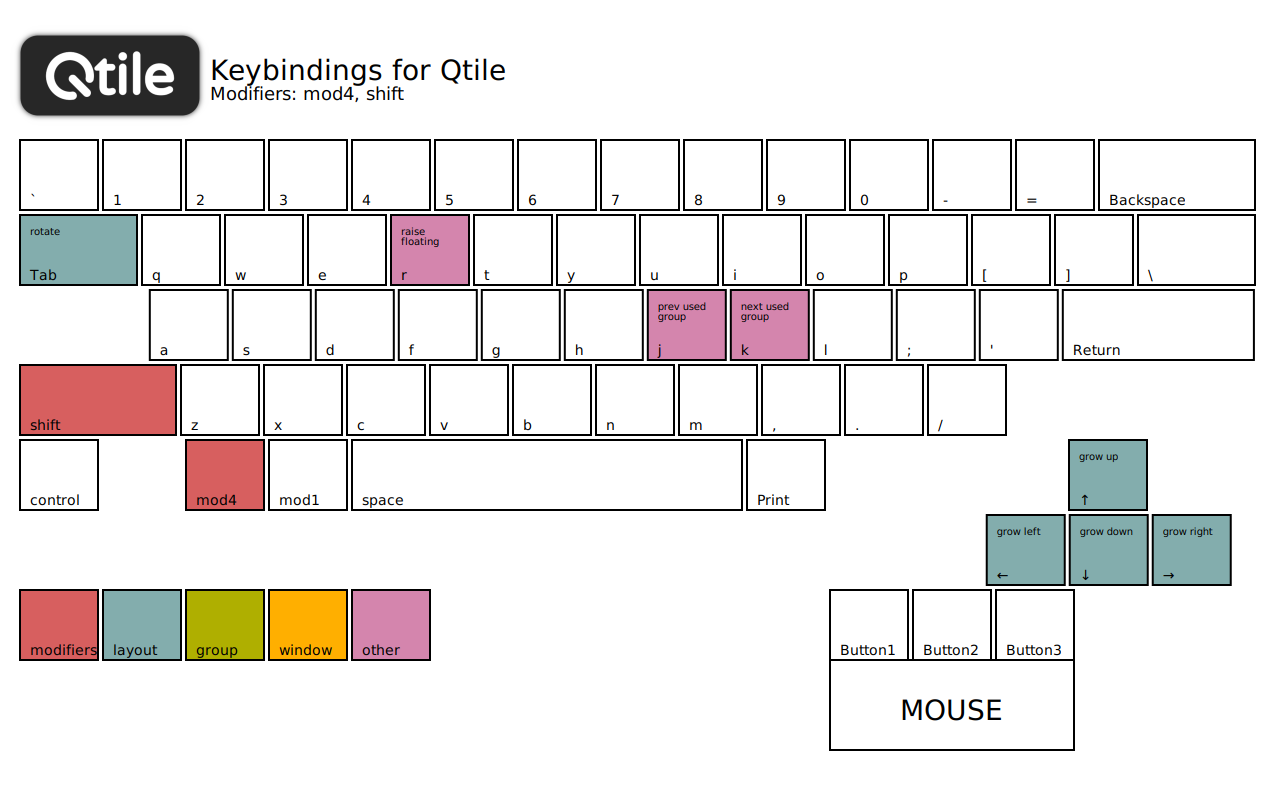 Qtile
Keybindings for Qtile
Modifiers: mod4, shift
` 1 2 3 4 5 6 7 8 9 0 - = Backspace
rotate
raise
floating
Tab q w e r t y u i o p [ ] \
prev used
group
next used
group
a s d f g h j k l ; ' Return
shift z x c v b n m , . /
grow up
control mod4 mod1 space Print ↑
grow left grow down grow right
← ↓ →
modifiers layout group window other Button1 Button2 Button3
MOUSE